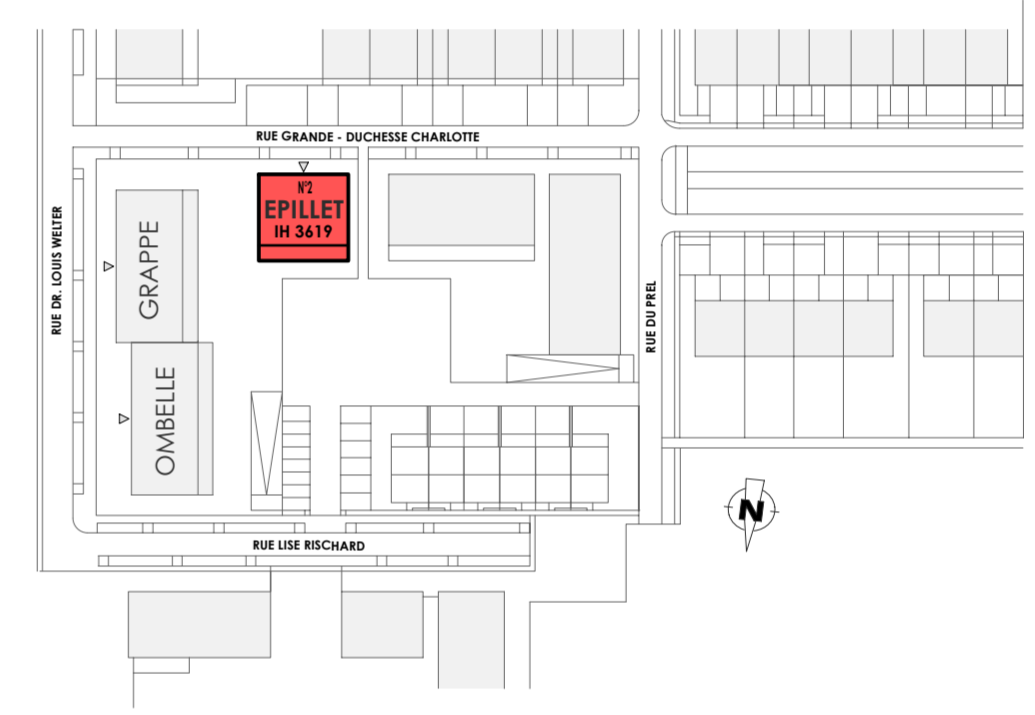 RUE GRANDE - DUCHESSE CHARLOTTE
N°2
EPILLET
IH 3619
GRAPPE
RUE DR. LOUIS WELTER
RUE DU PREL
OMBELLE
N
RUE LISE RISCHARD